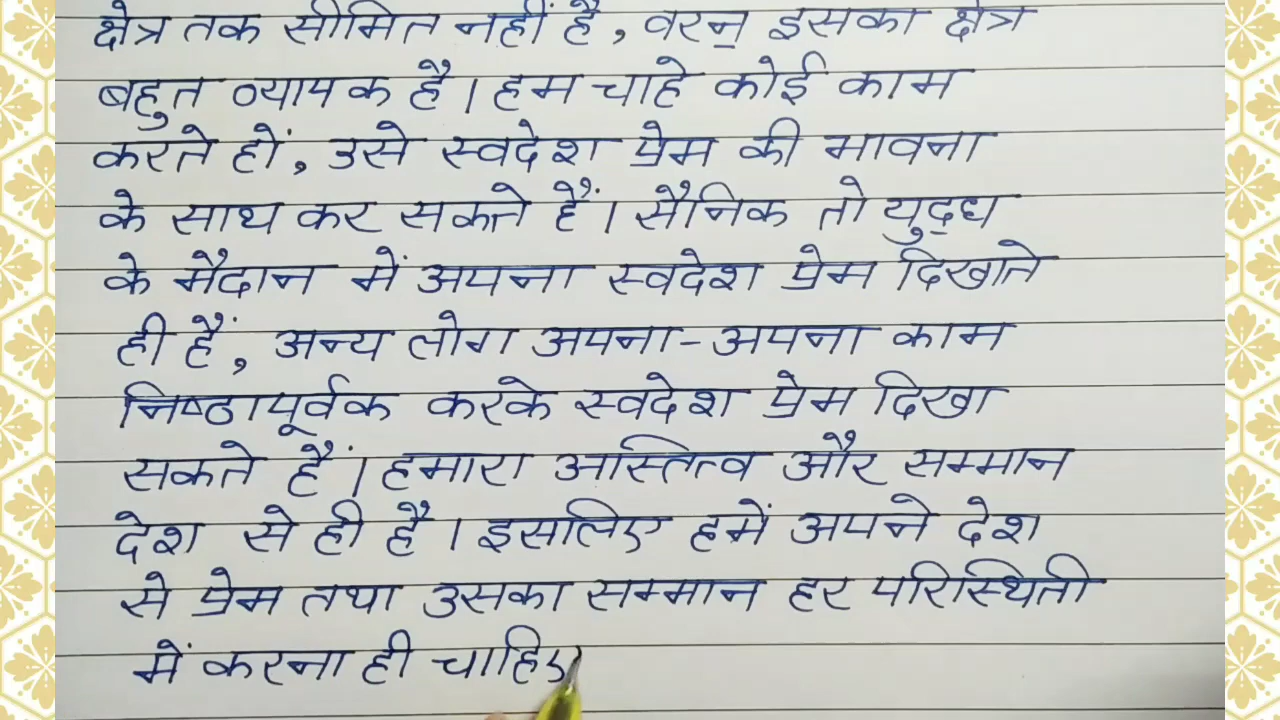 क्षेत्र तक सीमित नहीं है, वरन् इसका क्षेत्र
बहुत व्यापक है। हम चाहे कोई काम
करते हों, उसे स्वदेश प्रेम की भावना
के साथ कर सकते हैं। सैनिक तो युद्ध
के मैदान में अपना स्वदेश प्रेम दिखाते
ही हैं, अन्य लोग अपना-अपना काम
निष्ठापूर्वक करके स्वदेश प्रेम दिखा
सकते हैं। हमारा अस्तित्व और सम्मान
देश से ही है। इसलिए हमें अपने देश
से प्रेम तथा उसका सम्मान हर परिस्थिती
में करना ही चाहिए